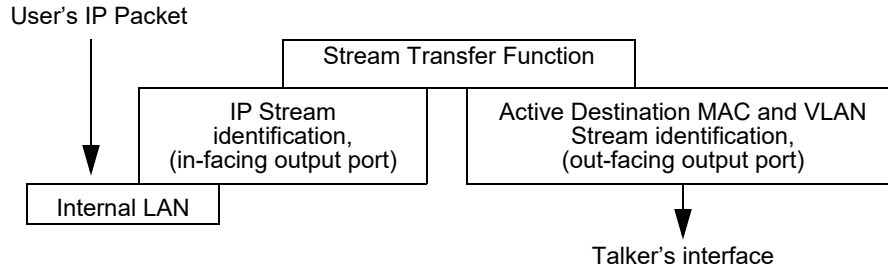 User's IP Packet
Stream Transfer Function
IP Stream
identification,
(in-facing output port)
Active Destination MAC and VLAN
Stream identification,
(out-facing output port)
Internal LAN
Talker's interface